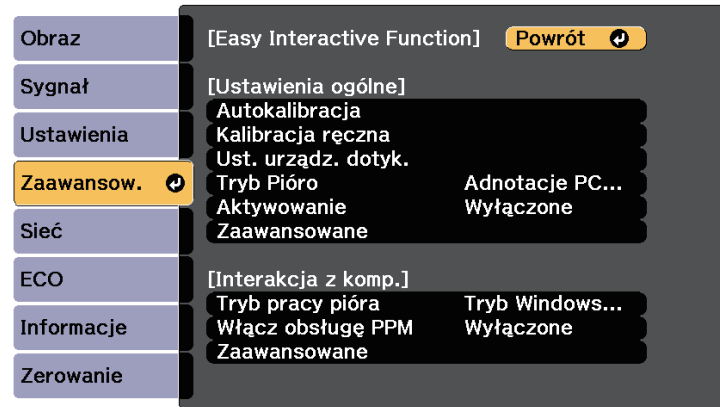 Obraz
Sygnał
Ustawienia
Zaawansow.
Sieć
ECO
Informacje
Zerowanie
[Easy Interactive Function] Powrót
[Ustawienia ogólne]
Autokalibracja
Kalibracja ręczna
Ust. urządz. dotyk.
Tryb Pióro Adnotacje PC...
Aktywowanie Wyłączone
Zaawansowane
[Interakcja z komp.]
Tryb pracy pióra Tryb Windows...
Włącz obsługę PPM Wyłączone
Zaawansowane